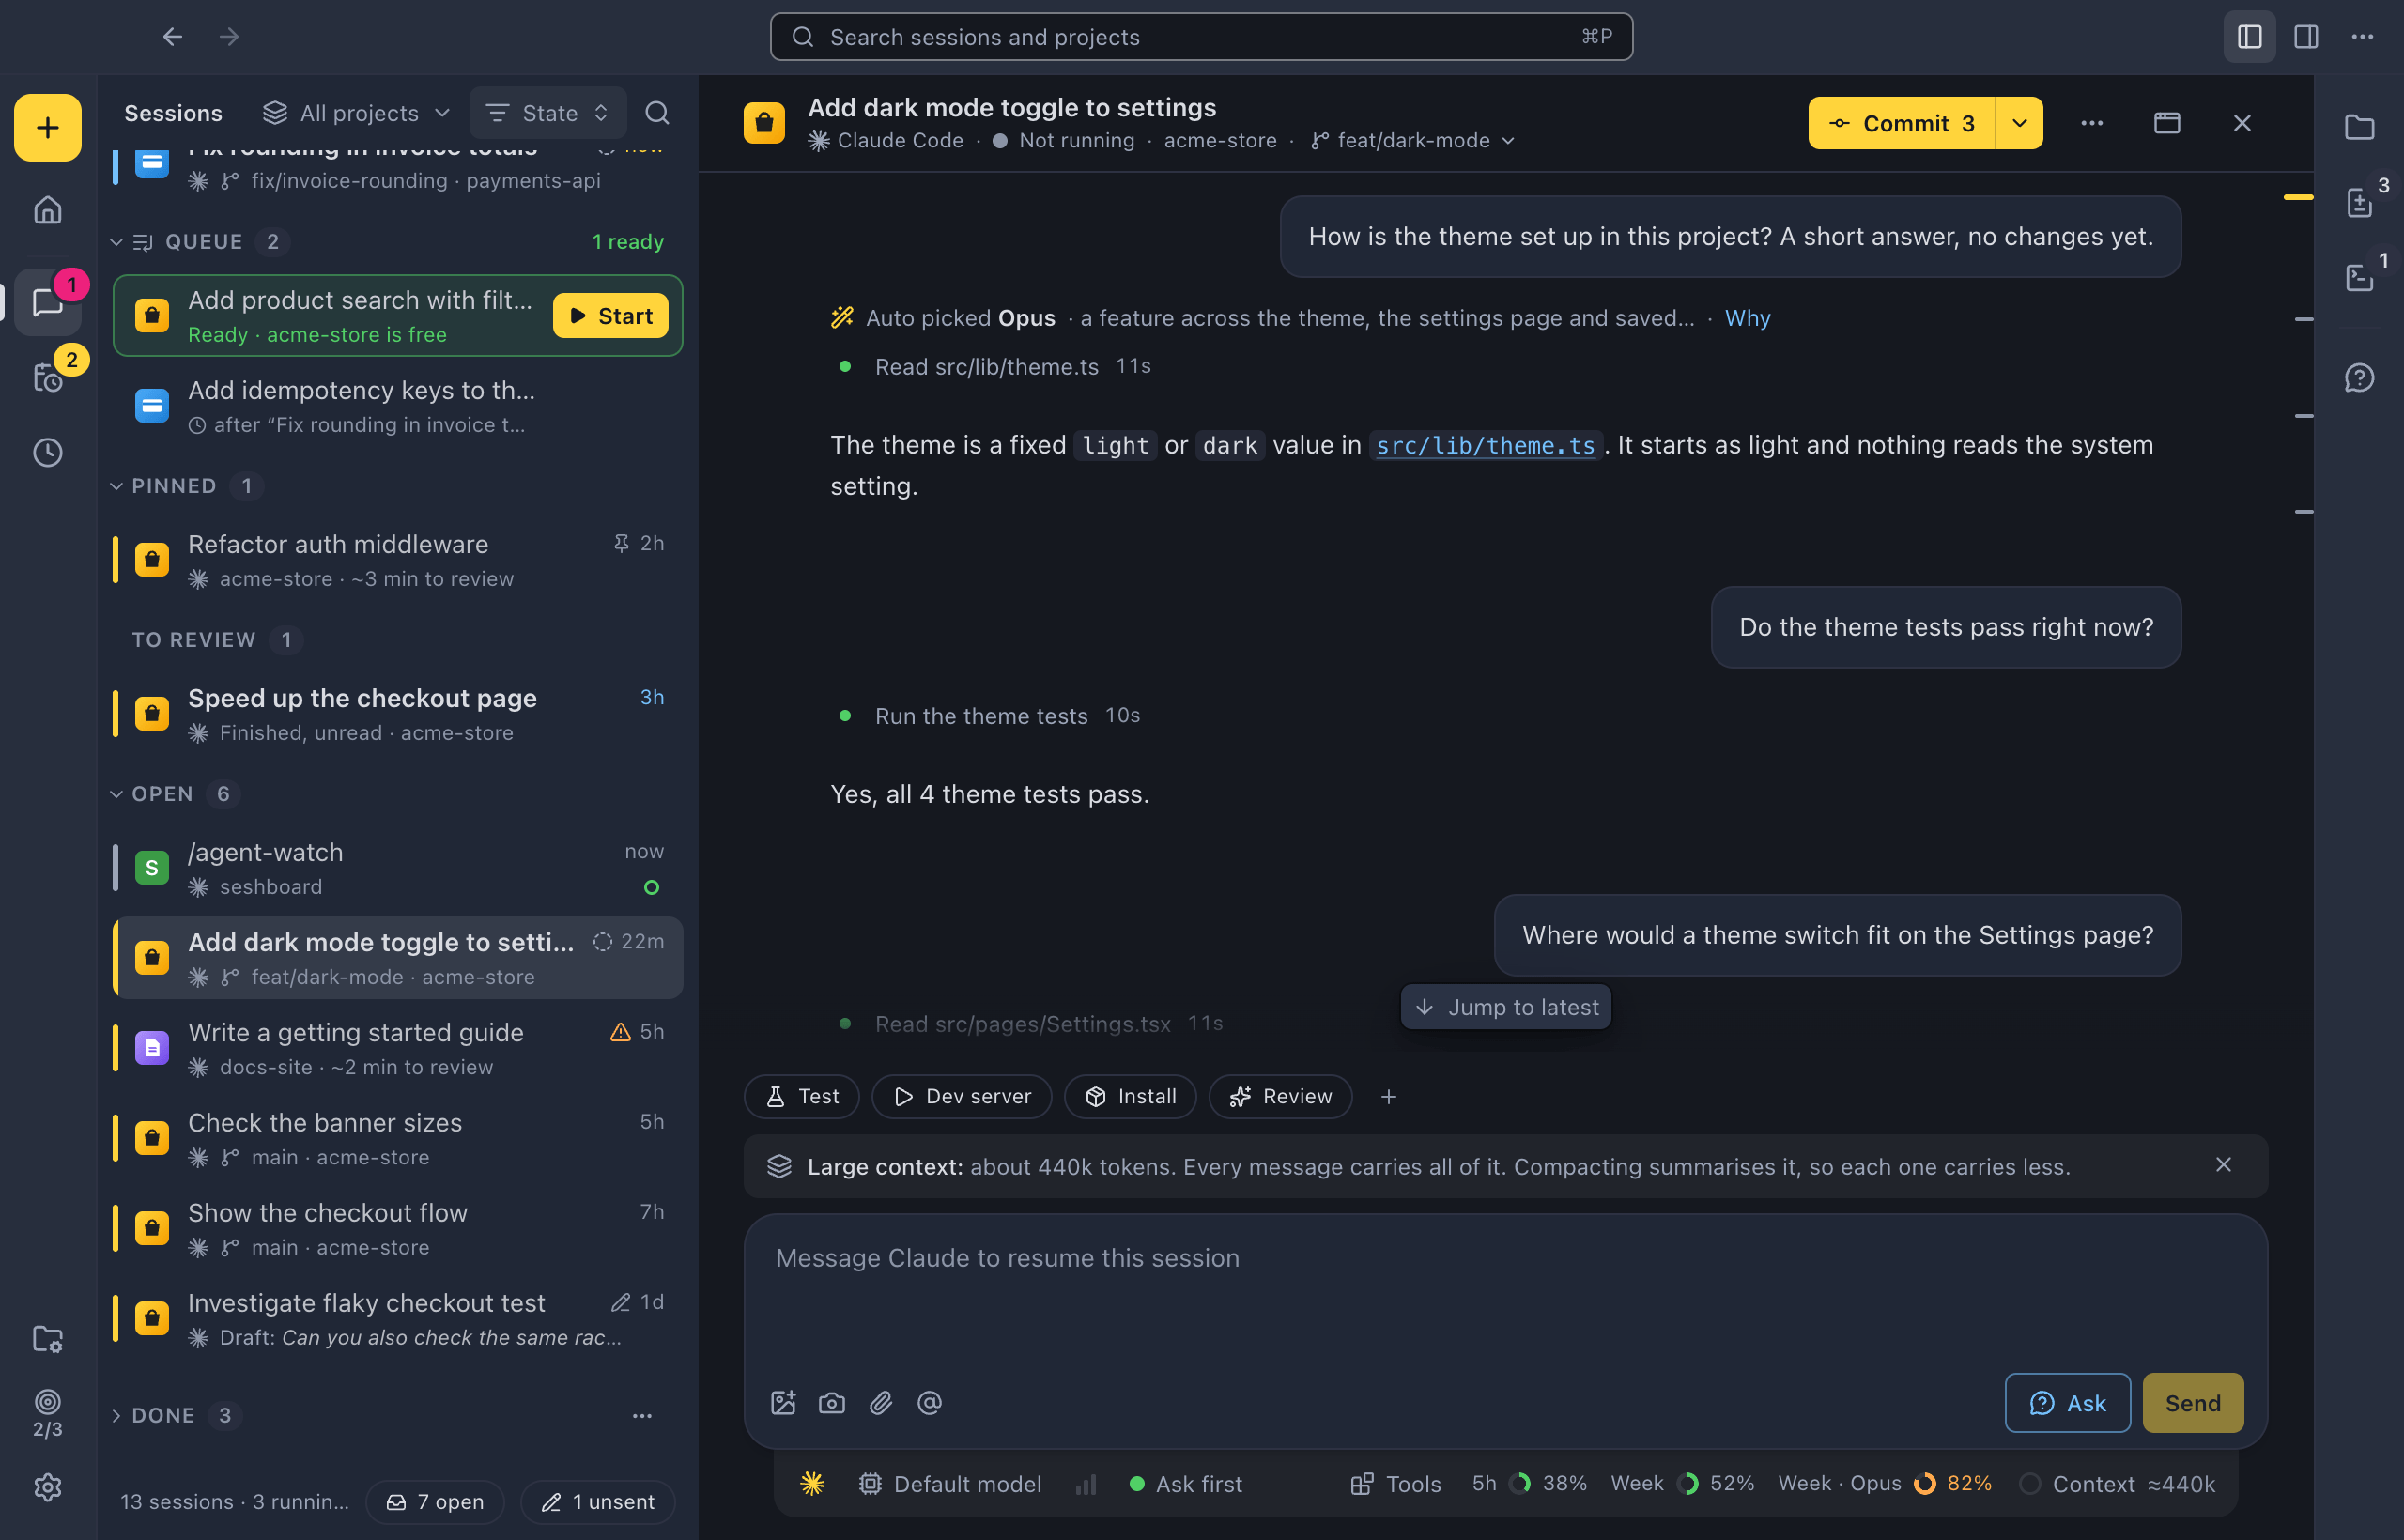 Search sessions and projects ⌘P
Sessions
All projects
State
Fix rounding in invoice totals now
fix/invoice-rounding · payments-api
QUEUE 2 1 ready
Add product search with filt...
Ready · acme-store is free
Start
Add idempotency keys to th...
after “Fix rounding in invoice t...
PINNED 1
Refactor auth middleware 2h
acme-store · ~3 min to review
TO REVIEW 1
Speed up the checkout page 3h
Finished, unread · acme-store
OPEN 6
S
/agent-watch now
seshboard
Add dark mode toggle to setti... 22m
feat/dark-mode · acme-store
Write a getting started guide 5h
docs-site · ~2 min to review
Check the banner sizes 5h
main · acme-store
Show the checkout flow 7h
main · acme-store
Investigate flaky checkout test 1d
Draft: Can you also check the same rac...
DONE 3
13 sessions · 3 runnin...
7 open
1 unsent
1
2
2/3
Add dark mode toggle to settings
Claude Code · Not running · acme-store · feat/dark-mode
Commit 3
How is the theme set up in this project? A short answer, no changes yet.
Auto picked Opus · a feature across the theme, the settings page and saved... · Why
Read src/lib/theme.ts 11s
The theme is a fixed light or dark value in src/lib/theme.ts. It starts as light and nothing reads the system
setting.
Do the theme tests pass right now?
Run the theme tests 10s
Yes, all 4 theme tests pass.
Where would a theme switch fit on the Settings page?
Jump to latest
Read src/pages/Settings.tsx 11s
Test
Dev server
Install
Review
Large context: about 440k tokens. Every message carries all of it. Compacting summarises it, so each one carries less.
Message Claude to resume this session
Ask
Send
Default model
Ask first
Tools
5h 38%
Week 52%
Week · Opus 82%
Context ≈440k
3
1